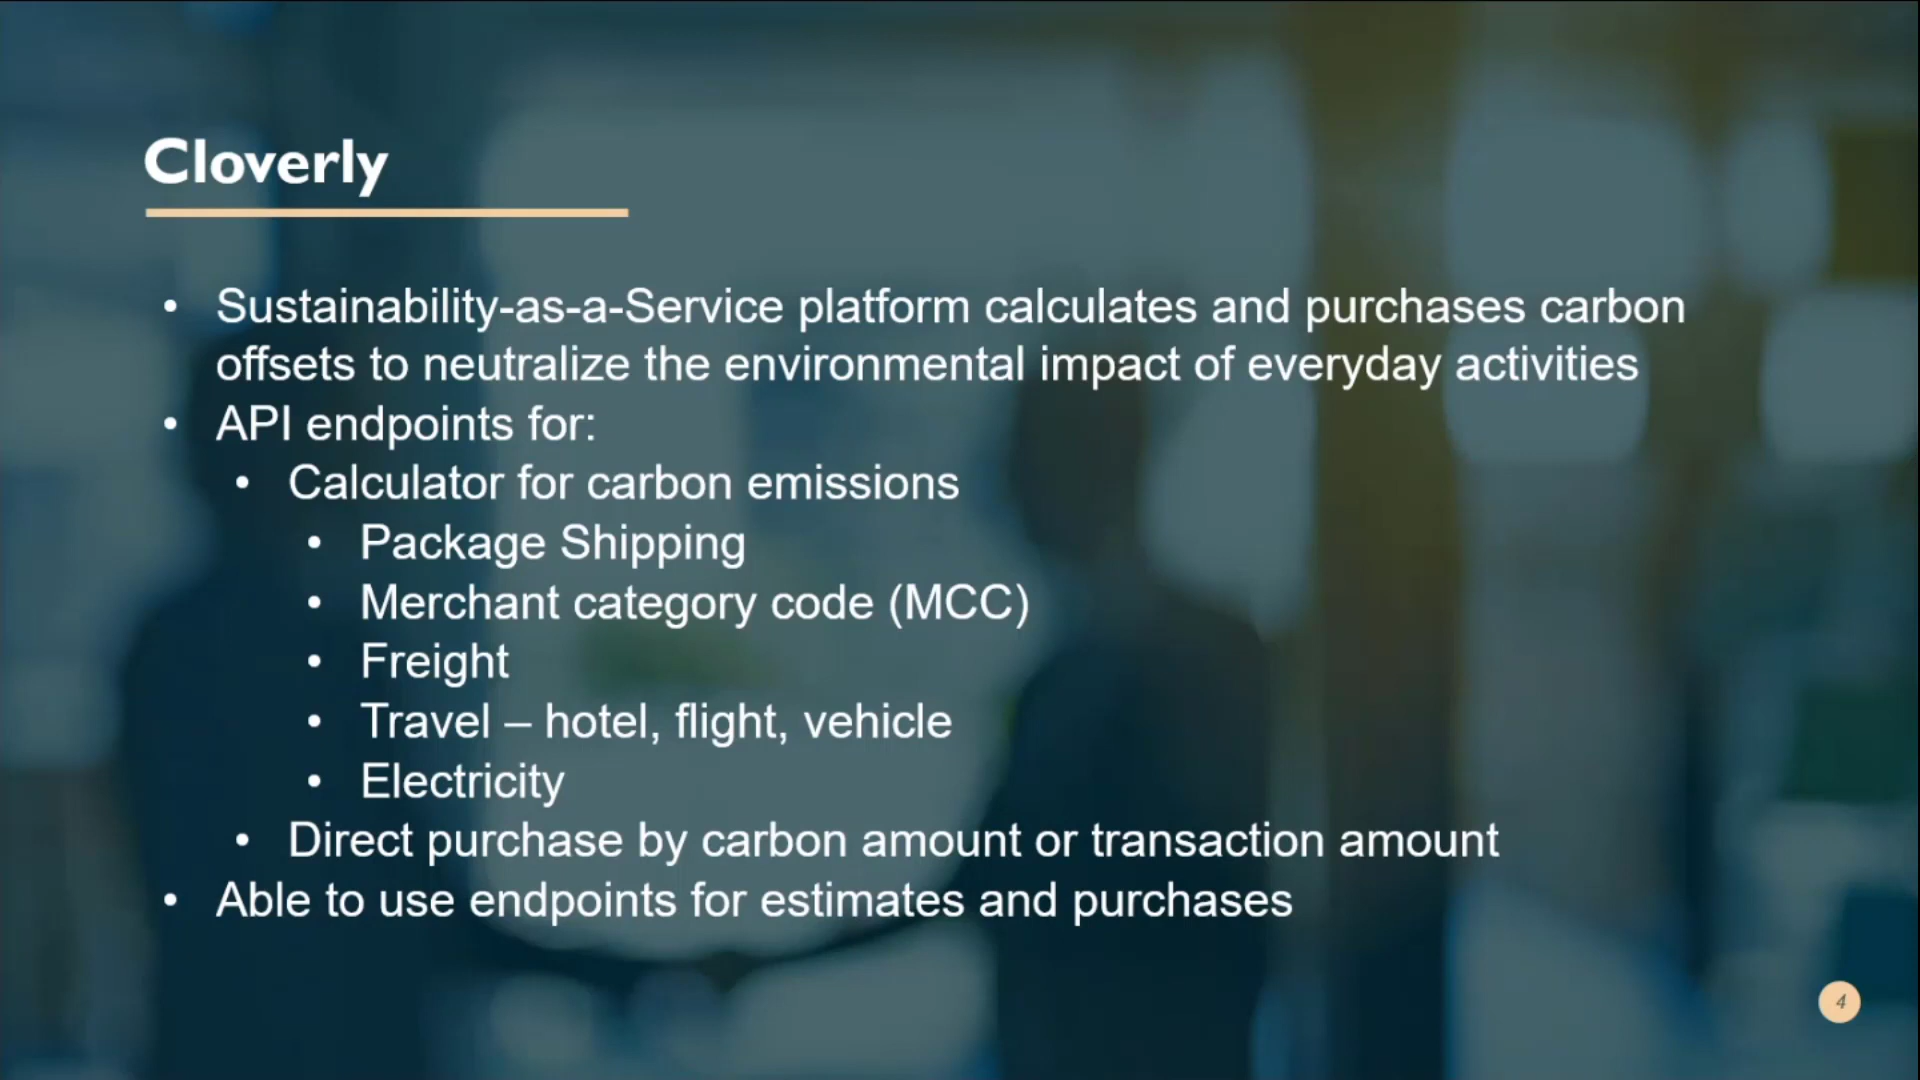 Cloverly
• Sustainability-as-a-Service platform calculates and purchases carbon
offsets to neutralize the environmental impact of everyday activities
• API endpoints for:
• Calculator for carbon emissions
• Package Shipping
• Merchant category code (MCC)
• Freight
• Travel – hotel, flight, vehicle
• Electricity
• Direct purchase by carbon amount or transaction amount
• Able to use endpoints for estimates and purchases
4